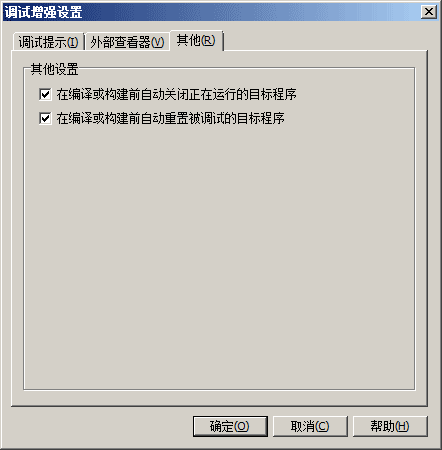 调试增强设置
调试提示(I) 外部查看器(V) 其他(R)
其他设置
在编译或构建前自动关闭正在运行的目标程序
在编译或构建前自动重置被调试的目标程序
确定(O) 取消(C) 帮助(H)